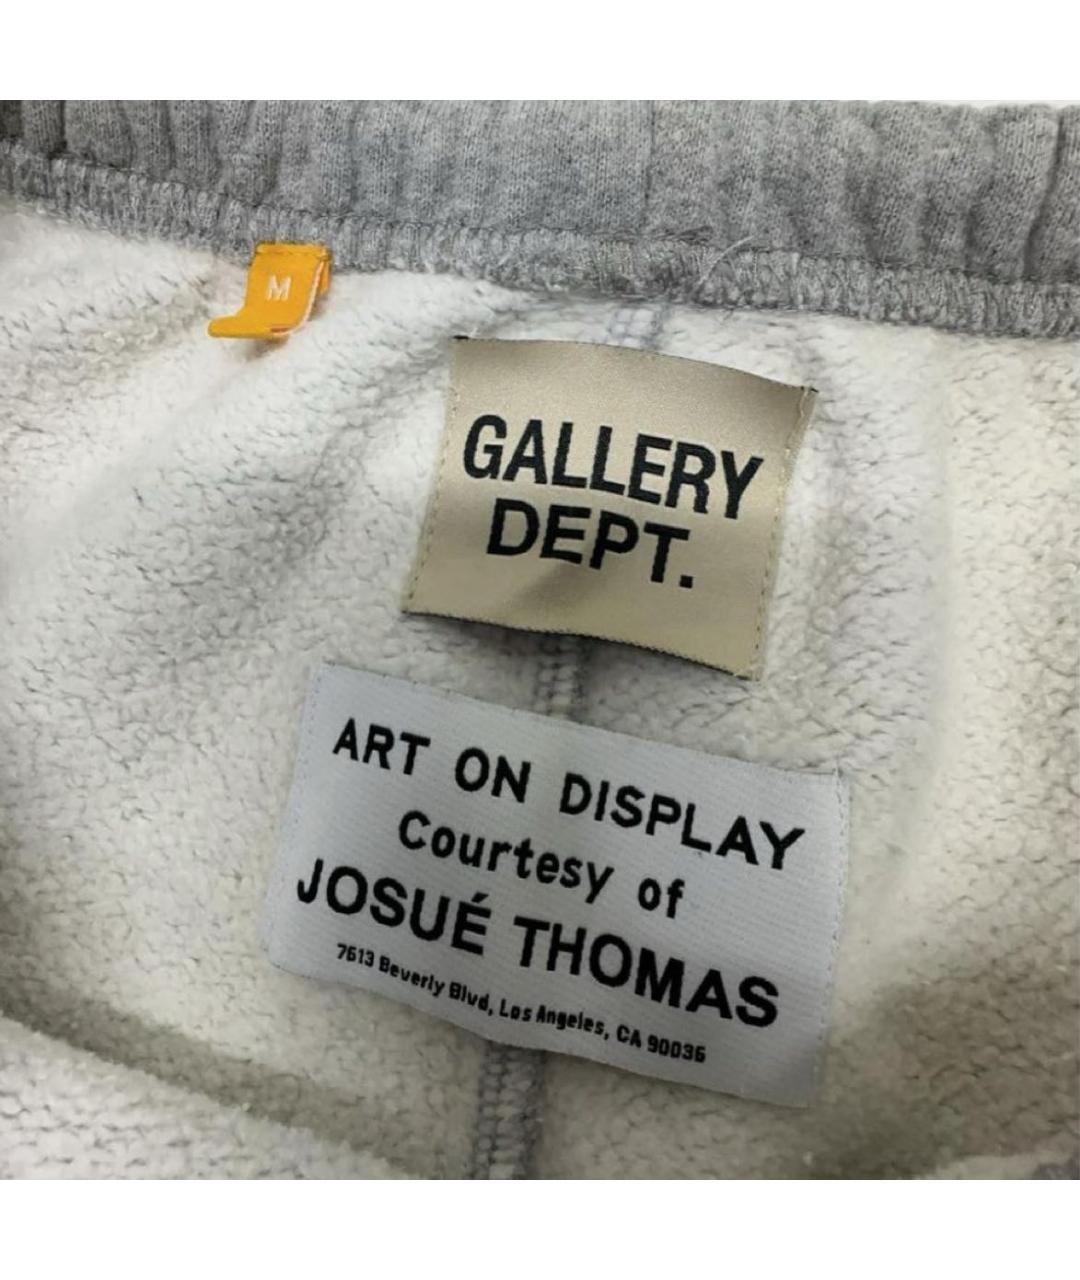 M
GALLERY
DEPT.
ART ON DISPLAY
Courtesy of
JOSUÉ THOMAS
7613 Beverly Blvd, Los Angeles, CA 90036